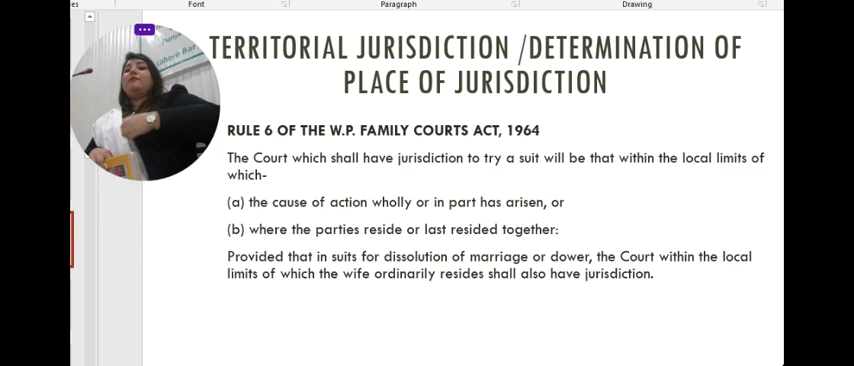 Font
Paragraph
Drawing
Lahore Bar
TERRITORIAL JURISDICTION /DETERMINATION OF
PLACE OF JURISDICTION
RULE 6 OF THE W.P. FAMILY COURTS ACT, 1964
The Court which shall have jurisdiction to try a suit will be that within the local limits of
which-
(a) the cause of action wholly or in part has arisen, or
(b) where the parties reside or last resided together:
Provided that in suits for dissolution of marriage or dower, the Court within the local
limits of which the wife ordinarily resides shall also have jurisdiction.